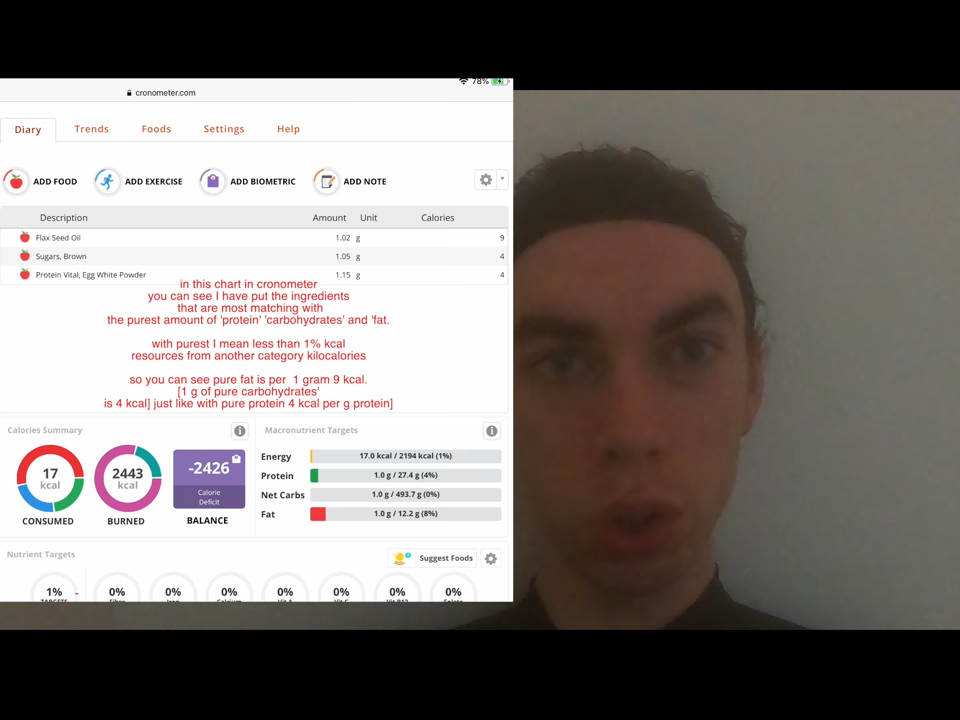 78%
cronometer.com
Diary Trends Foods Settings Help
ADD FOOD ADD EXERCISE ADD BIOMETRIC ADD NOTE
Description Amount Unit Calories
Flax Seed Oil 1.02 g 9
Sugars, Brown 1.05 g 4
Protein Vital, Egg White Powder 1.15 g 4
in this chart in cronometer
you can see I have put the ingredients
that are most matching with
the purest amount of 'protein' 'carbohydrates' and 'fat.
with purest I mean less than 1% kcal
resources from another category kilocalories
so you can see pure fat is per 1 gram 9 kcal.
[1 g of pure carbohydrates'
is 4 kcal] just like with pure protein 4 kcal per g protein]
Calories Summary
17
kcal
CONSUMED
2443
kcal
BURNED
-2426
Calorie
Deficit
BALANCE
Macronutrient Targets
Energy 17.0 kcal / 2194 kcal (1%)
Protein 1.0 g / 27.4 g (4%)
Net Carbs 1.0 g / 493.7 g (0%)
Fat 1.0 g / 12.2 g (8%)
Nutrient Targets
Suggest Foods
1% 0% 0% 0% 0% 0% 0% 0%